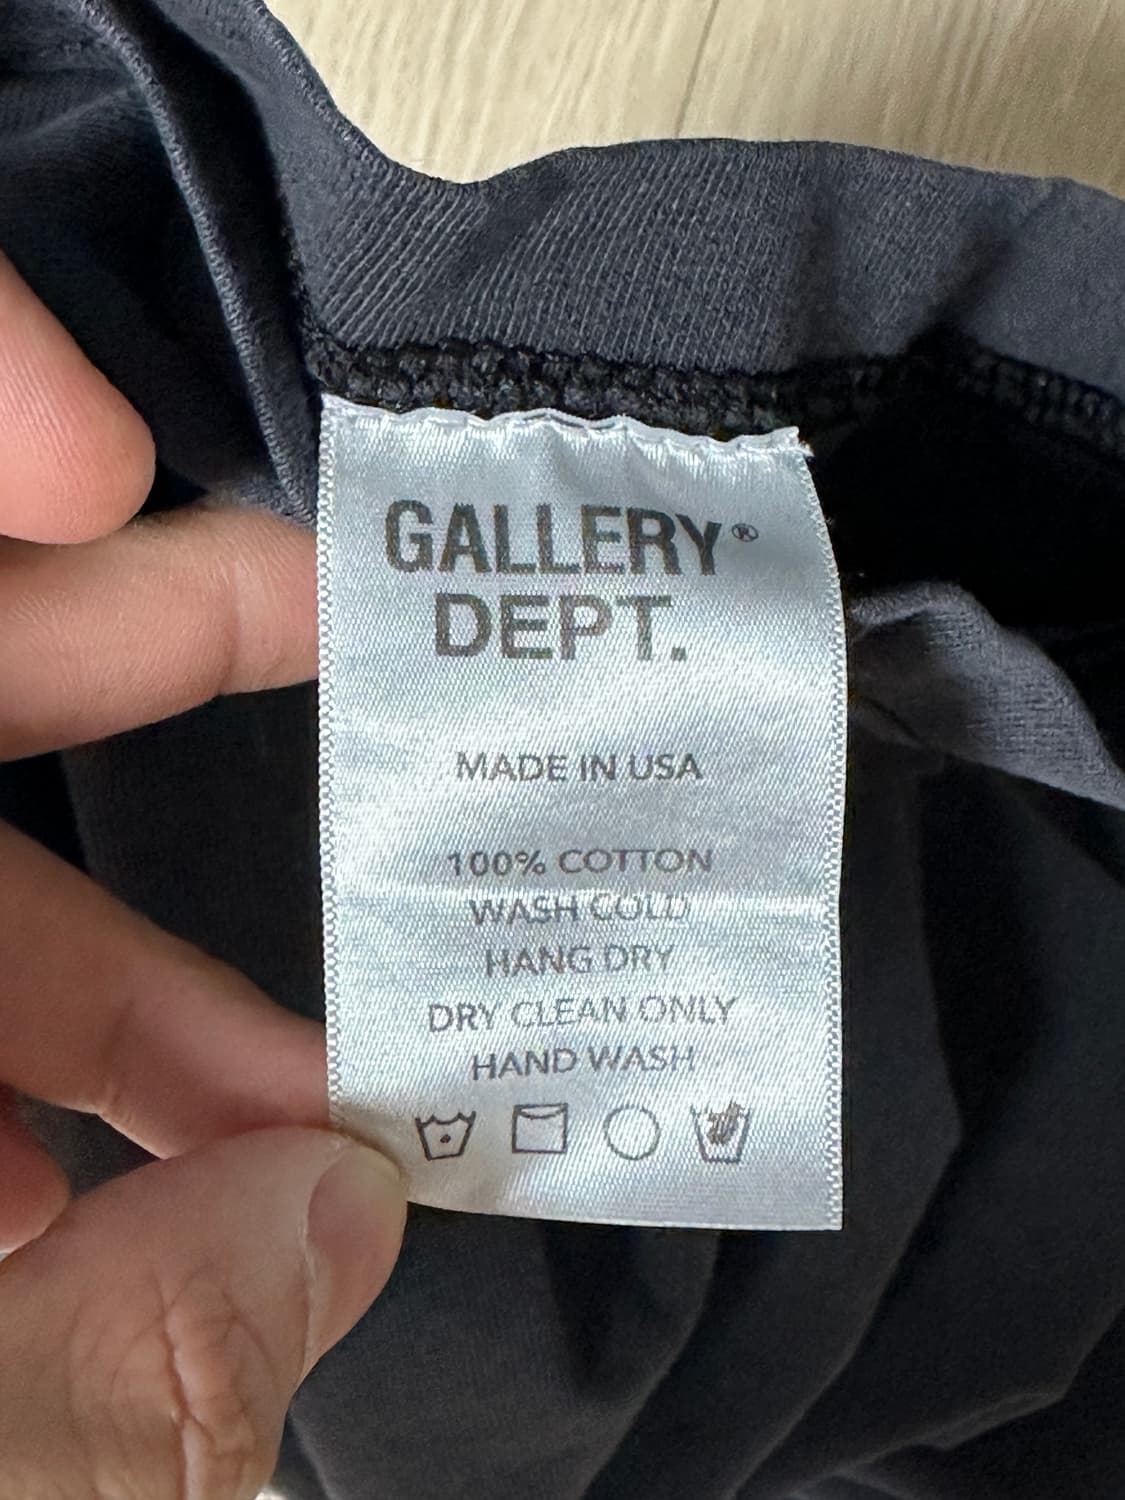 GALLERY®
DEPT.
MADE IN USA
100% COTTON
WASH COLD
HANG DRY
DRY CLEAN ONLY
HAND WASH